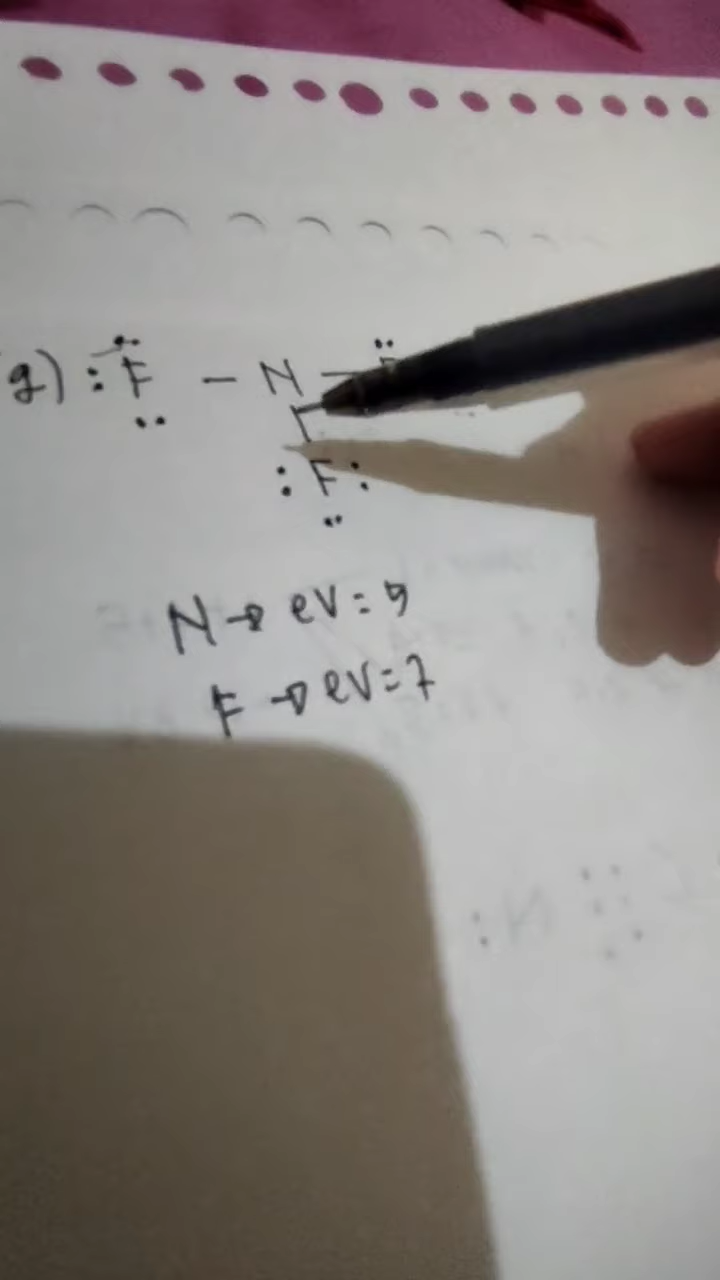 g) :F̈ - N - F̈
:F:
N → eV = 5
F → eV = 7
:N